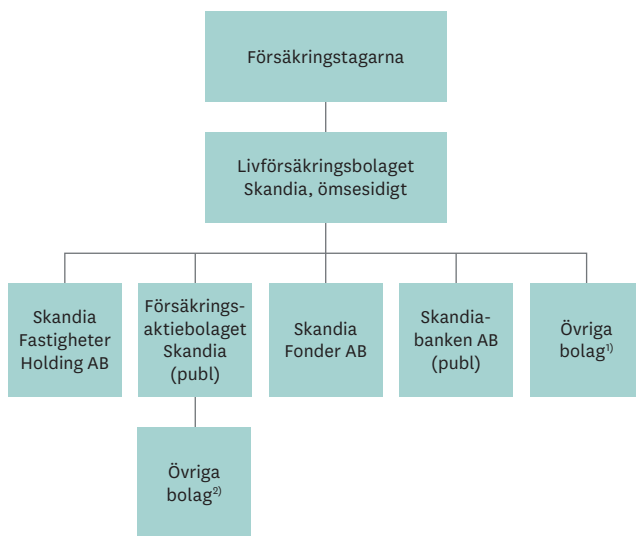 Försäkringstagarna
Livförsäkringsbolaget
Skandia, ömsesidigt
Skandia
Fastigheter
Holding AB
Försäkrings-
aktiebolaget
Skandia
(publ)
Skandia
Fonder AB
Skandia-
banken AB
(publ)
Övriga
bolag¹⁾
Övriga
bolag²⁾